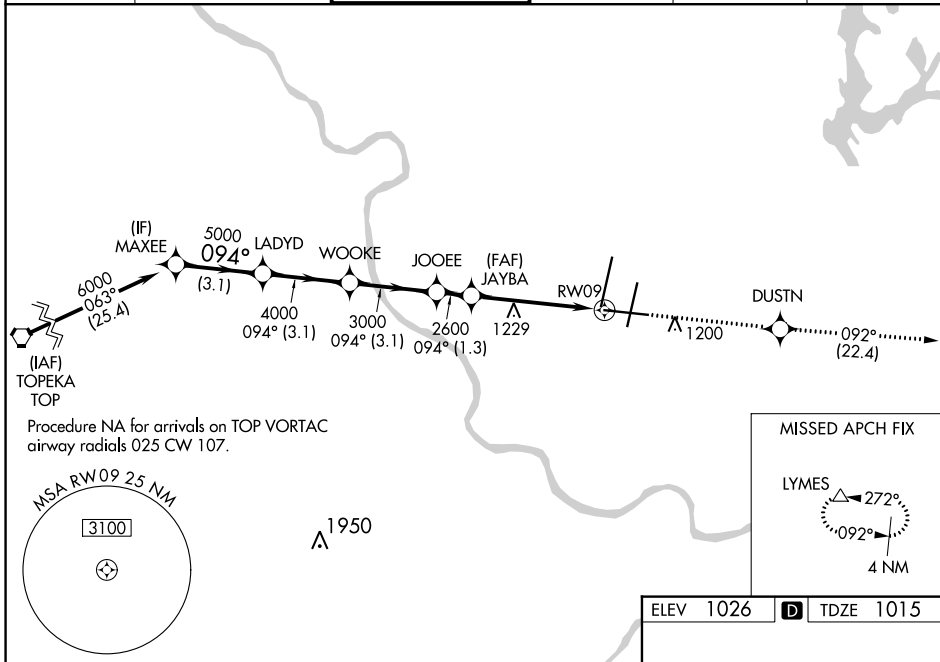 (IF)
MAXEE
5000
094°
(3.1)
LADYD
WOOKE
JOOEE
(FAF)
JAYBA
RW09
DUSTN
6000
063°
(25.4)
4000
094° (3.1)
3000
094° (3.1)
2600
094° (1.3)
1229
1200
092°
(22.4)
(IAF)
TOPEKA
TOP
Procedure NA for arrivals on TOP VORTAC
airway radials 025 CW 107.
MSA RW09 25 NM
3100
1950
MISSED APCH FIX
LYMES
272°
092°
4 NM
ELEV 1026 D TDZE 1015